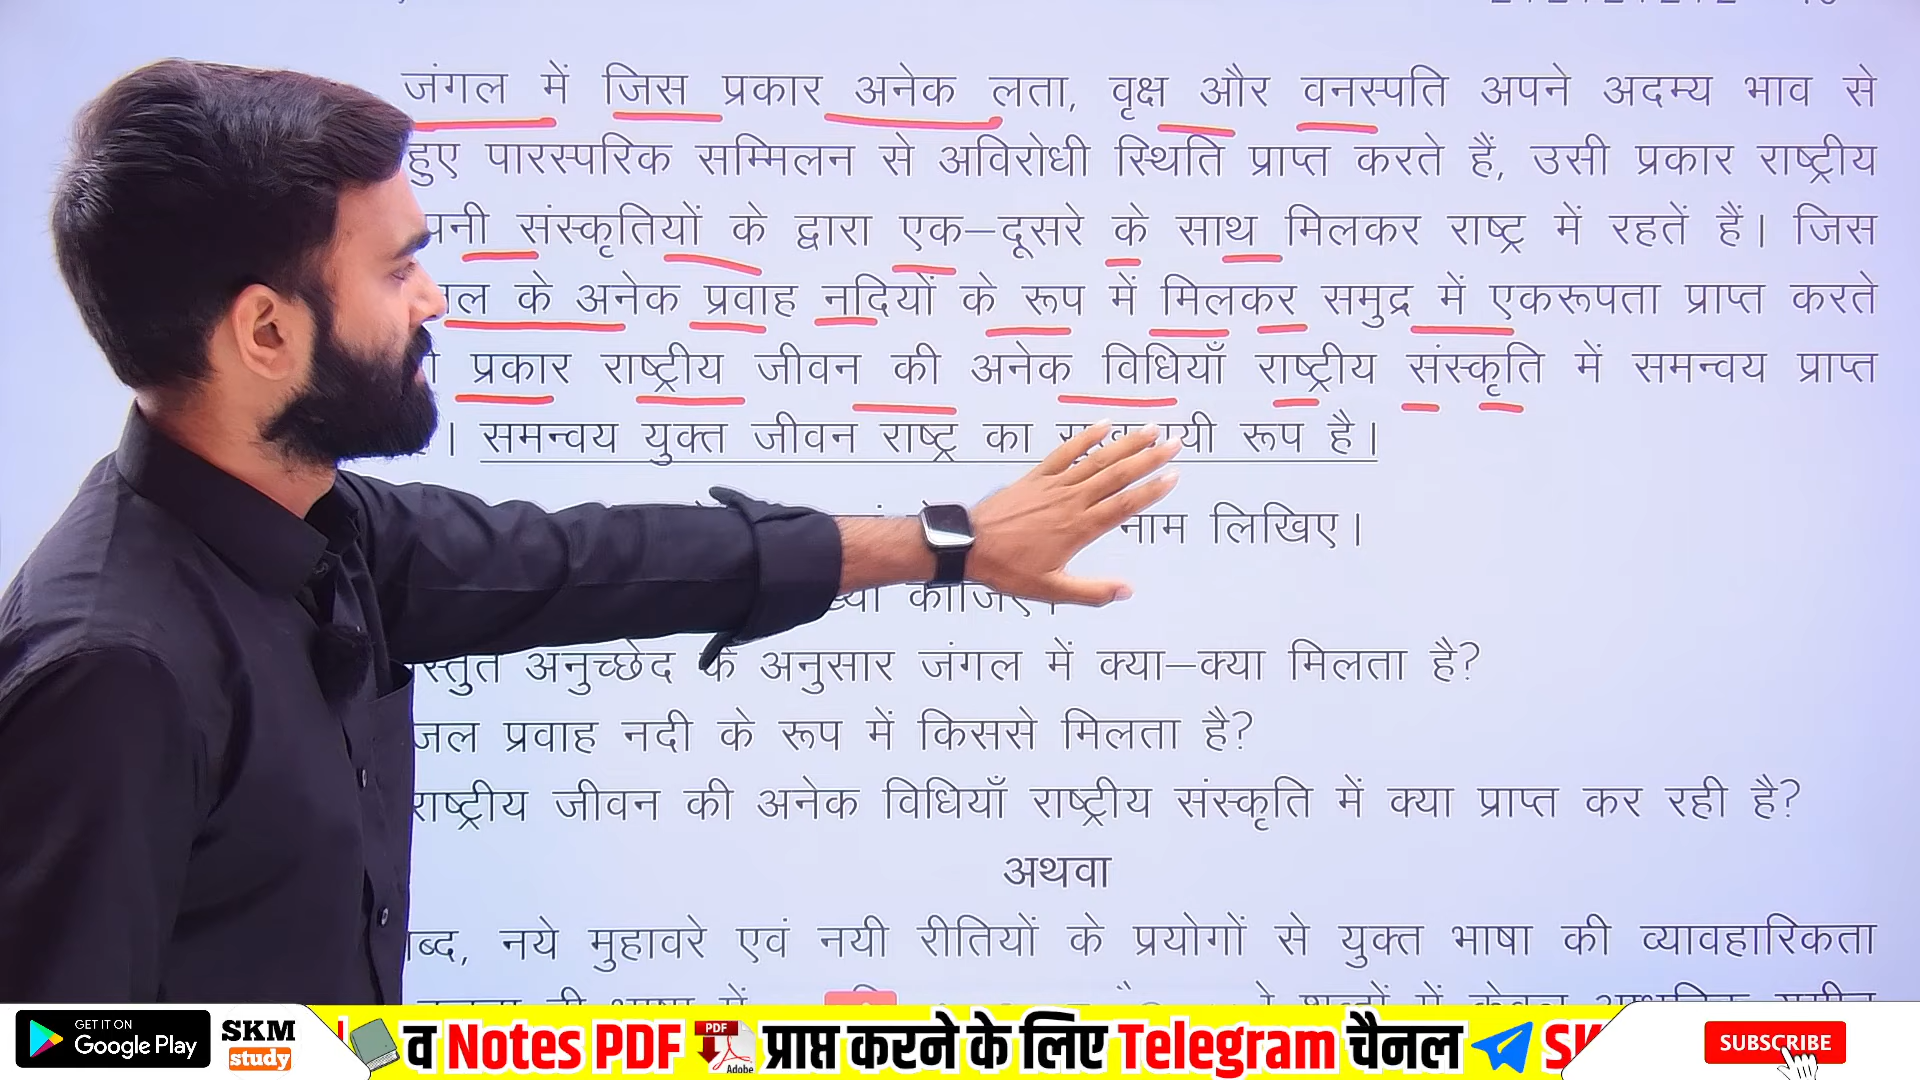 जंगल में जिस प्रकार अनेक लता, वृक्ष और वनस्पति अपने अदम्य भाव से
हुए पारस्परिक सम्मिलन से अविरोधी स्थिति प्राप्त करते हैं, उसी प्रकार राष्ट्रीय
संस्कृतियों के द्वारा एक–दूसरे के साथ मिलकर राष्ट्र में रहतें हैं। जिस
के अनेक प्रवाह नदियों के रूप में मिलकर समुद्र में एकरूपता प्राप्त करते
प्रकार राष्ट्रीय जीवन की अनेक विधियाँ राष्ट्रीय संस्कृति में समन्वय प्राप्त
। समन्वय युक्त जीवन राष्ट्र का रूप है।
नाम लिखिए।
अनुच्छेद के अनुसार जंगल में क्या–क्या मिलता है?
जल प्रवाह नदी के रूप में किससे मिलता है?
राष्ट्रीय जीवन की अनेक विधियाँ राष्ट्रीय संस्कृति में क्या प्राप्त कर रही है?
अथवा
नये मुहावरे एवं नयी रीतियों के प्रयोगों से युक्त भाषा की व्यावहारिकता
GET IT ON
Google Play
SKM
study
व Notes PDF PDF Adobe प्राप्त करने के लिए Telegram चैनल
SUBSCRIBE